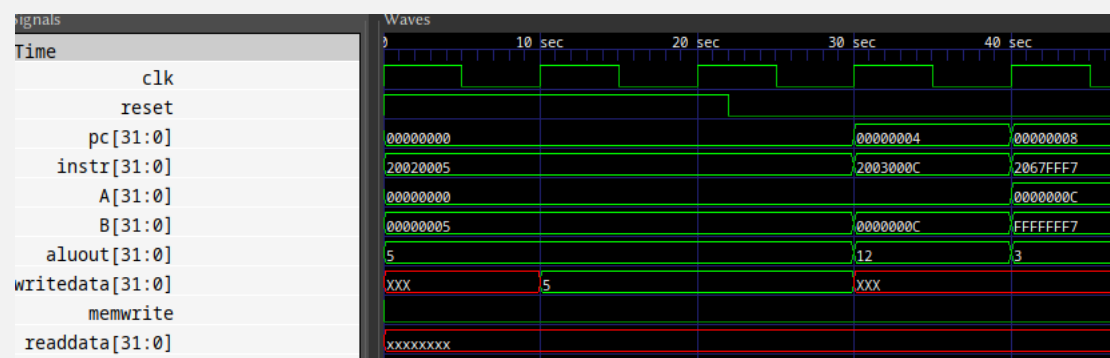 Signals Waves
Time 0 10 sec 20 sec 30 sec 40 sec
clk
reset
pc[31:0] 00000000 00000004 00000008
instr[31:0] 20020005 2003000C 2067FFF7
A[31:0] 00000000 0000000C
B[31:0] 00000005 0000000C FFFFFFF7
aluout[31:0] 5 12 3
writedata[31:0] XXX 5 XXX
memwrite
readdata[31:0] xxxxxxxx